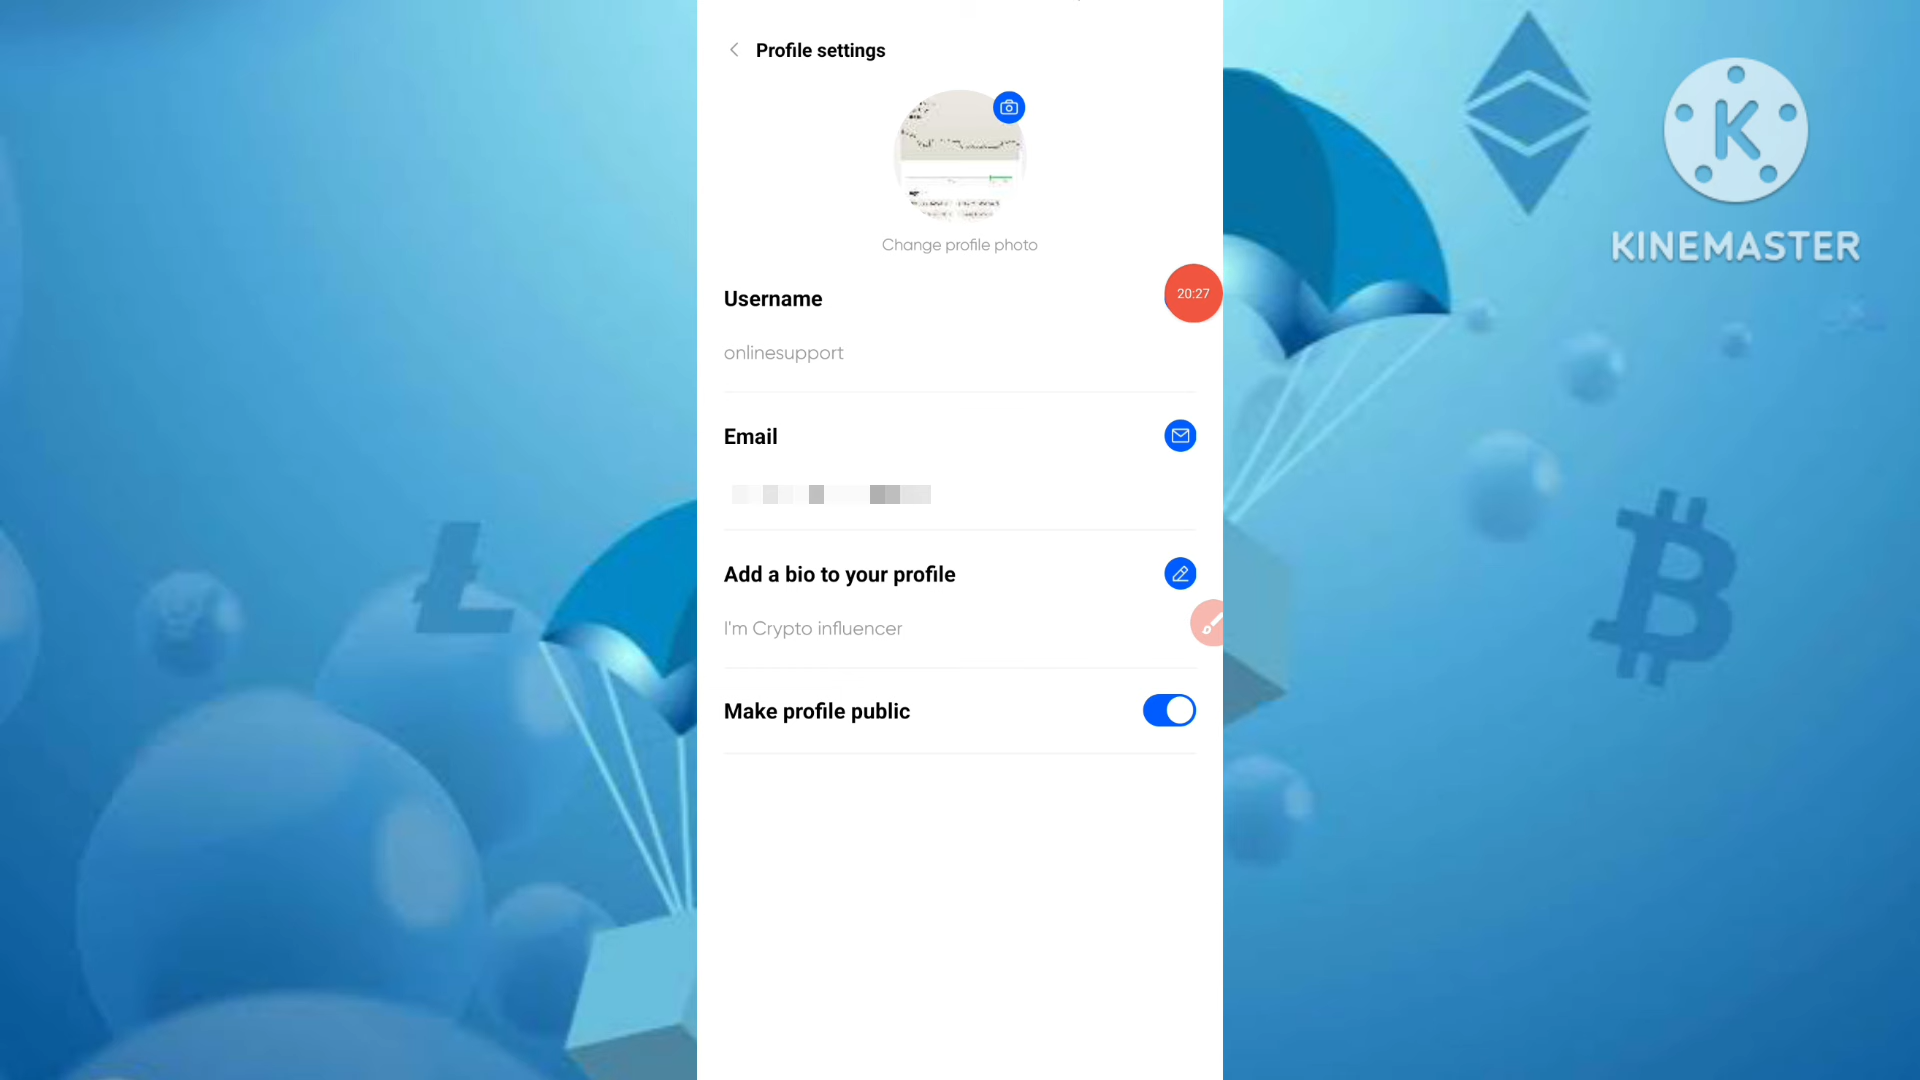 Profile settings
Change profile photo
Username
20:27
onlinesupport
Email
Add a bio to your profile
I'm Crypto influencer
Make profile public
K
KINEMASTER